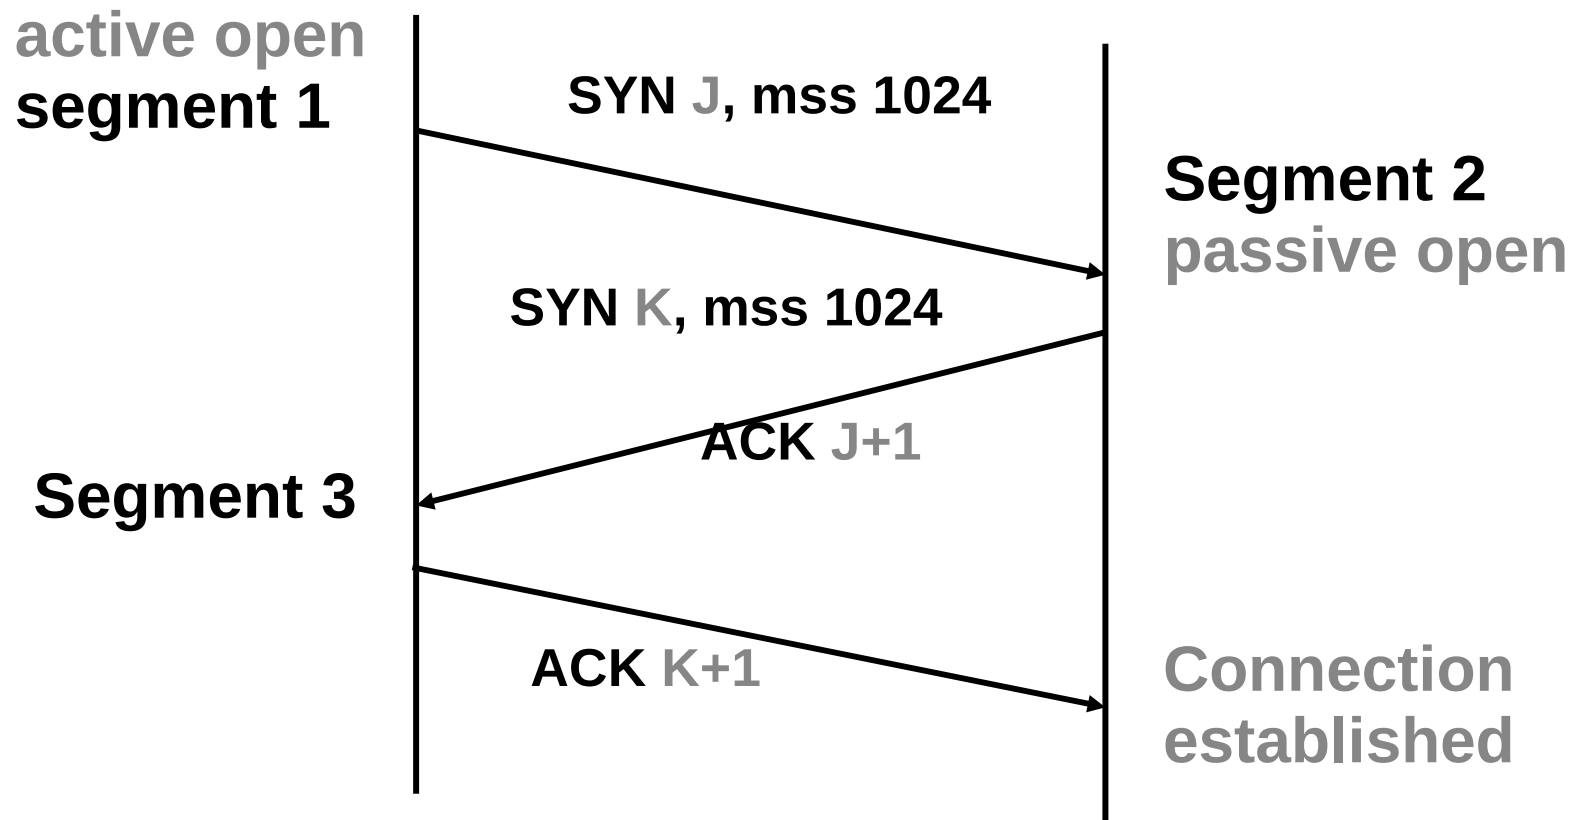 active open
segment 1
SYN J, mss 1024
Segment 2
passive open
SYN K, mss 1024
ACK J+1
Segment 3
ACK K+1
Connection
established